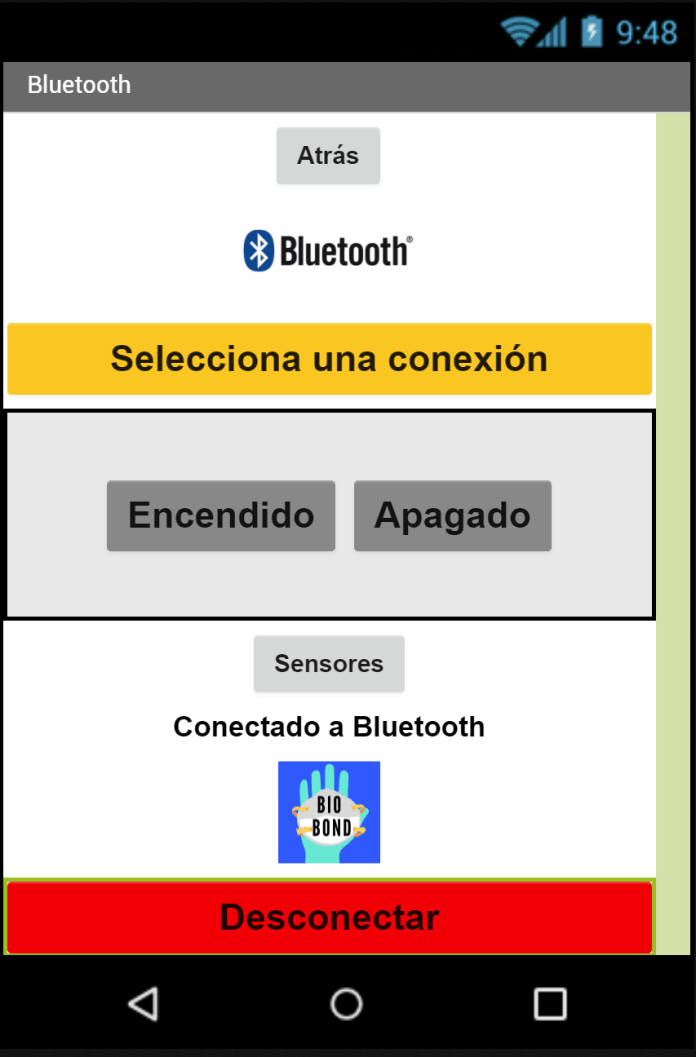 9:48
Bluetooth
Atrás
Bluetooth®
Selecciona una conexión
Encendido Apagado
Sensores
Conectado a Bluetooth
BIO
BOND
Desconectar